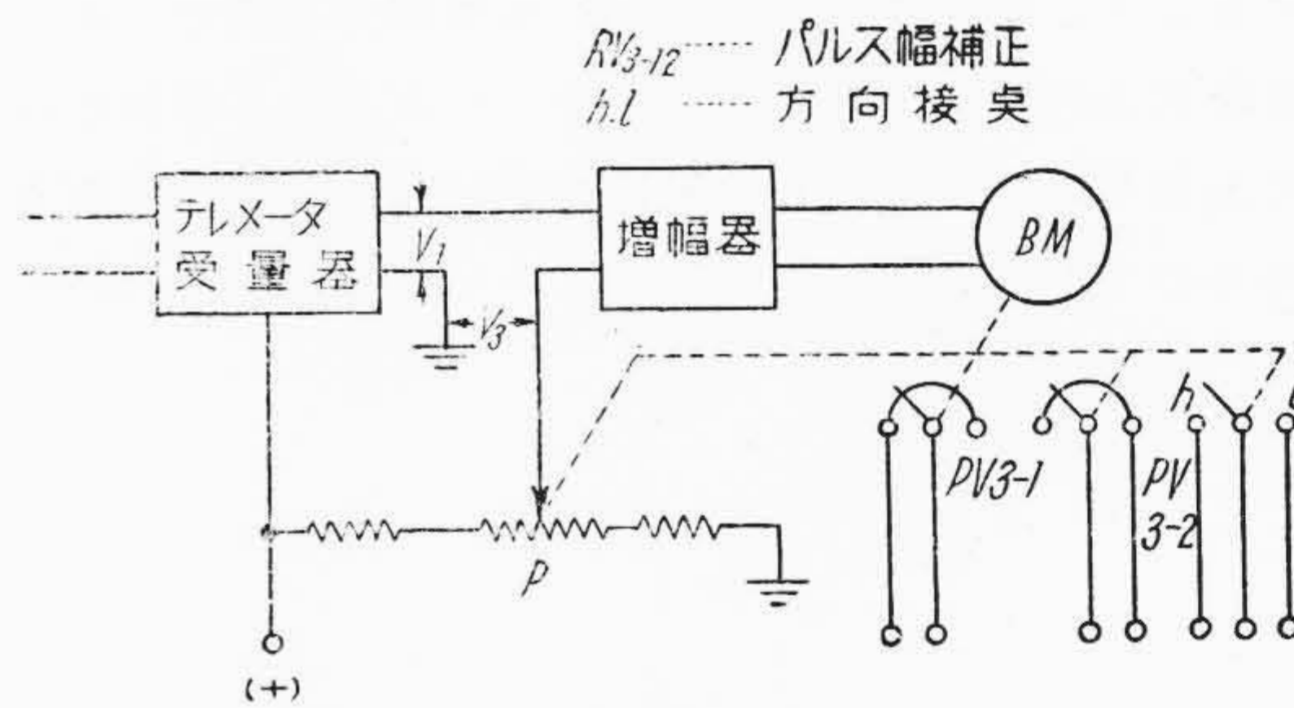 RV3-12 ------ パルス幅補正
h.l ------ 方向接点
テレメータ
受量器
V1
増幅器
BM
V3
P
h
l
PV3-1
PV
3-2
(+)